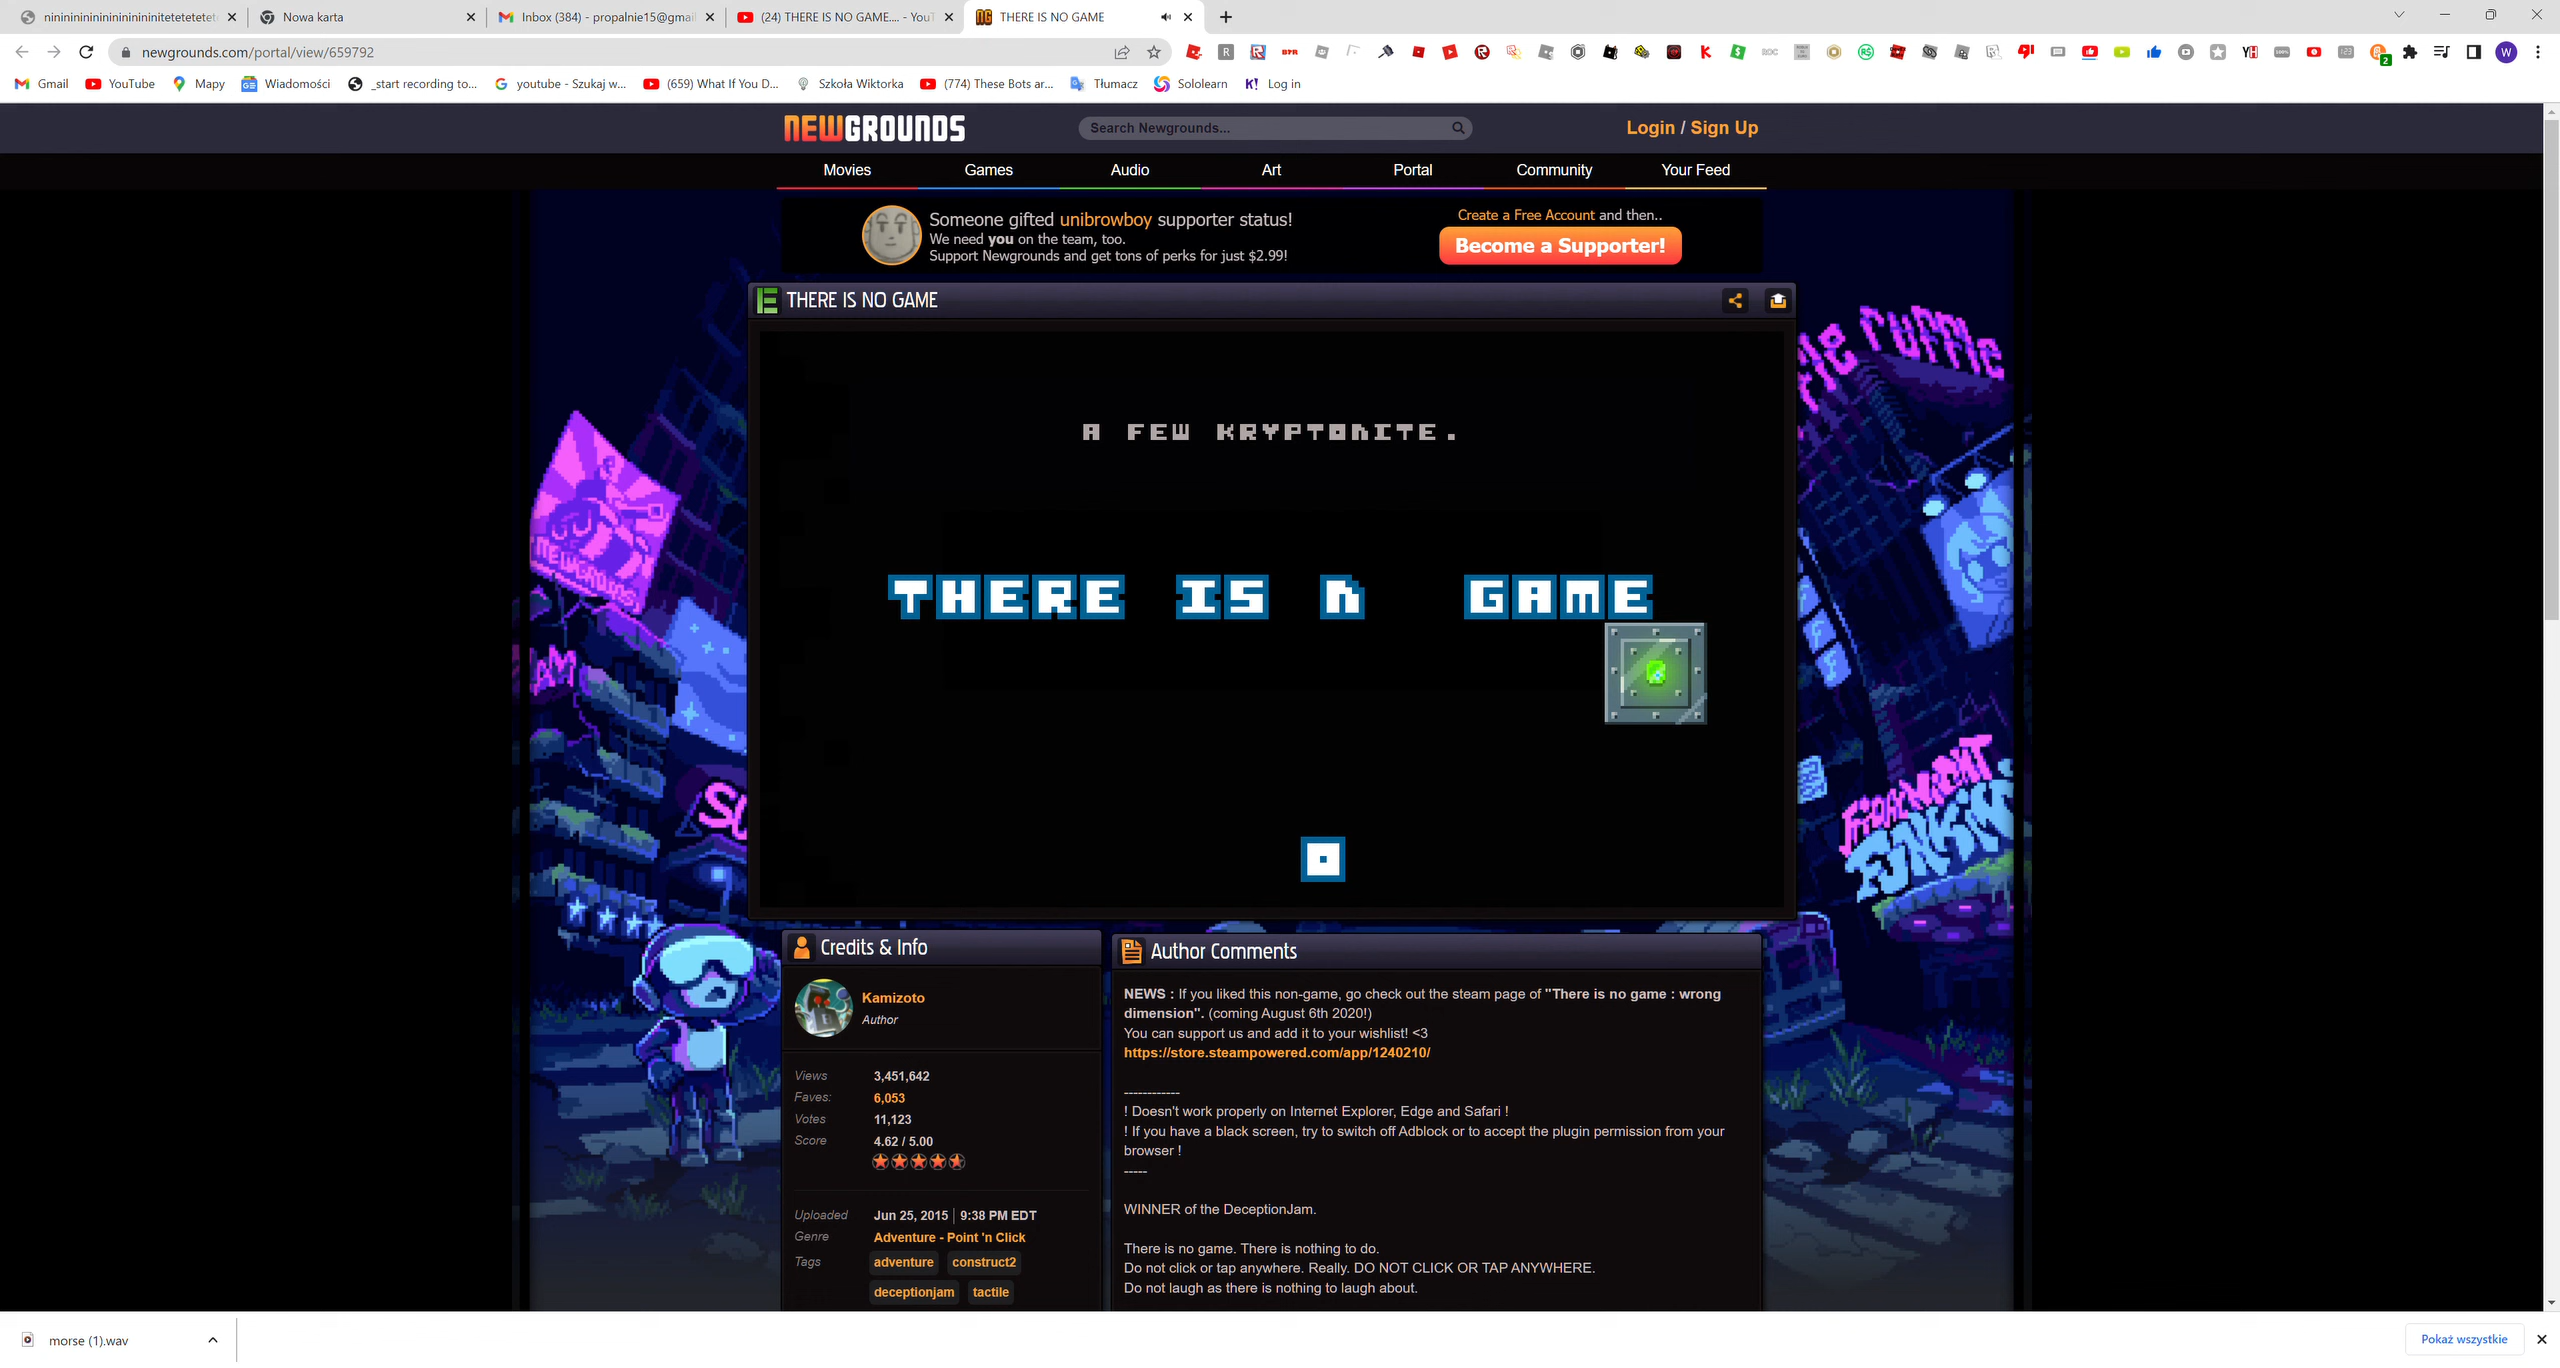 nininininininininininitetetetetet
Nowa karta
Inbox (384) - propalnie15@gmai
(24) THERE IS NO GAME.... - YouT
THERE IS NO GAME
newgrounds.com/portal/view/659792
Gmail
YouTube
Mapy
Wiadomości
_start recording to...
youtube - Szukaj w...
(659) What If You D...
Szkoła Wiktorka
(774) These Bots ar...
Tłumacz
Sololearn
Log in
NEWGROUNDS
Search Newgrounds...
Login / Sign Up
Movies
Games
Audio
Art
Portal
Community
Your Feed
Someone gifted unibrowboy supporter status!
We need you on the team, too.
Support Newgrounds and get tons of perks for just $2.99!
Create a Free Account and then..
Become a Supporter!
E THERE IS NO GAME
A FEW KRYPTONITE.
THERE IS N GAME
O
NEWGROUNDS
Credits & Info
Kamizoto
Author
Views 3,451,642
Faves: 6,053
Votes 11,123
Score 4.62 / 5.00
Uploaded Jun 25, 2015 | 9:38 PM EDT
Genre Adventure - Point 'n Click
Tags adventure construct2
deceptionjam tactile
Author Comments
NEWS : If you liked this non-game, go check out the steam page of "There is no game : wrong
dimension". (coming August 6th 2020!)
You can support us and add it to your wishlist! <3
https://store.steampowered.com/app/1240210/
------------
! Doesn't work properly on Internet Explorer, Edge and Safari !
! If you have a black screen, try to switch off Adblock or to accept the plugin permission from your
browser !
-----
WINNER of the DeceptionJam.
There is no game. There is nothing to do.
Do not click or tap anywhere. Really. DO NOT CLICK OR TAP ANYWHERE.
Do not laugh as there is nothing to laugh about.
morse (1).wav
Pokaż wszystkie